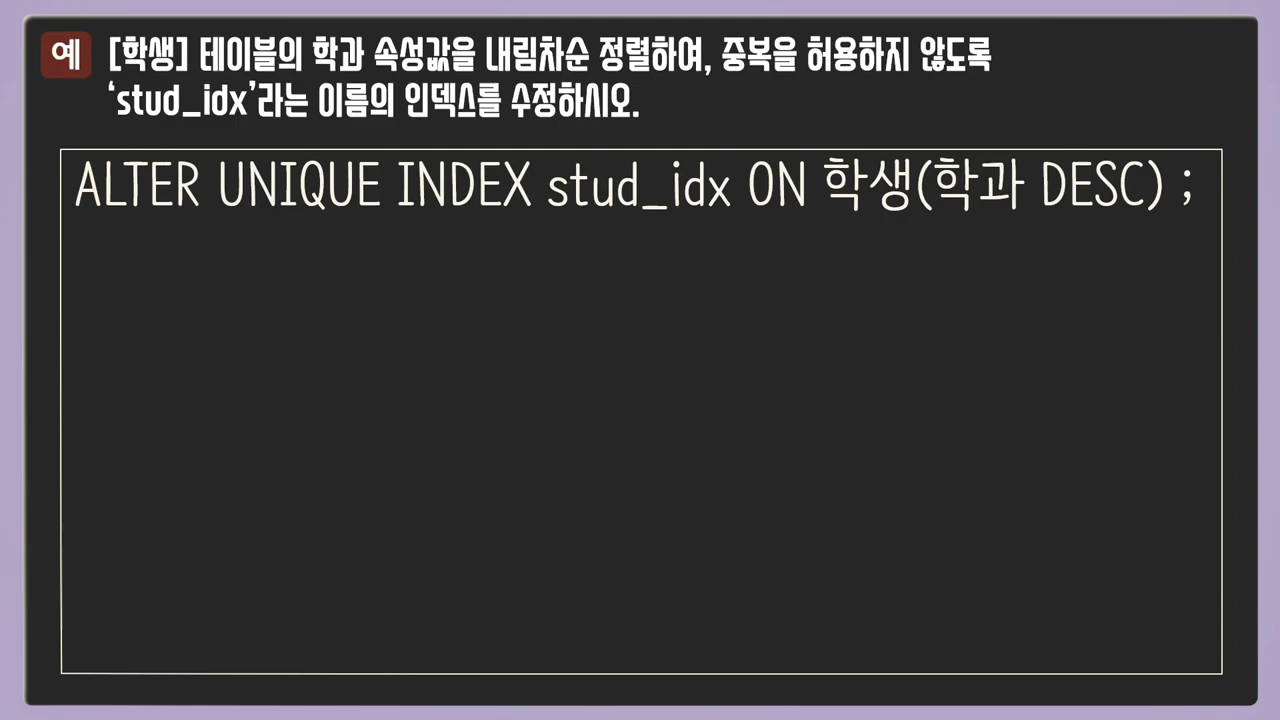 예 [학생] 테이블의 학과 속성값을 내림차순 정렬하여, 중복을 허용하지 않도록
‘stud_idx’라는 이름의 인덱스를 수정하시오.
ALTER UNIQUE INDEX stud_idx ON 학생(학과 DESC) ;